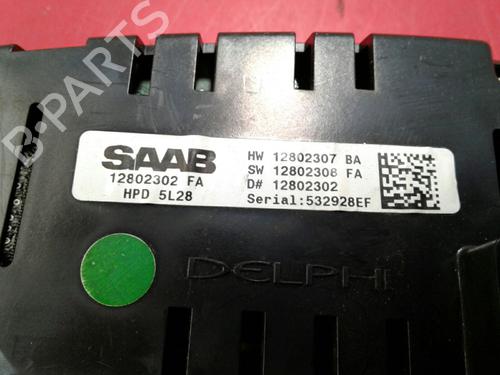 B-PARTS
SAAB
12802302 FA
HPD 5L28
HW 12802307 BA
SW 12802308 FA
D# 12802302
Serial:532928EF
DELPHI